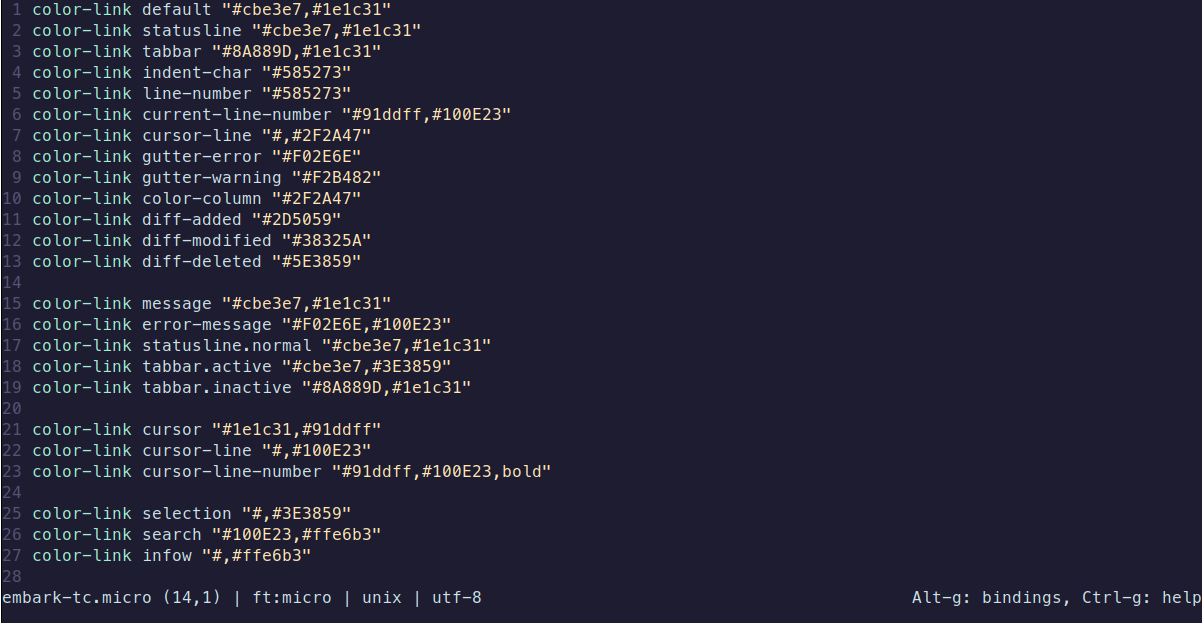 1 color-link default "#cbe3e7,#1e1c31"
2 color-link statusline "#cbe3e7,#1e1c31"
3 color-link tabbar "#8A889D,#1e1c31"
4 color-link indent-char "#585273"
5 color-link line-number "#585273"
6 color-link current-line-number "#91ddff,#100E23"
7 color-link cursor-line "#,#2F2A47"
8 color-link gutter-error "#F02E6E"
9 color-link gutter-warning "#F2B482"
10 color-link color-column "#2F2A47"
11 color-link diff-added "#2D5059"
12 color-link diff-modified "#38325A"
13 color-link diff-deleted "#5E3859"
14
15 color-link message "#cbe3e7,#1e1c31"
16 color-link error-message "#F02E6E,#100E23"
17 color-link statusline.normal "#cbe3e7,#1e1c31"
18 color-link tabbar.active "#cbe3e7,#3E3859"
19 color-link tabbar.inactive "#8A889D,#1e1c31"
20
21 color-link cursor "#1e1c31,#91ddff"
22 color-link cursor-line "#,#100E23"
23 color-link cursor-line-number "#91ddff,#100E23,bold"
24
25 color-link selection "#,#3E3859"
26 color-link search "#100E23,#ffe6b3"
27 color-link infow "#,#ffe6b3"
28
embark-tc.micro (14,1) | ft:micro | unix | utf-8 Alt-g: bindings, Ctrl-g: help